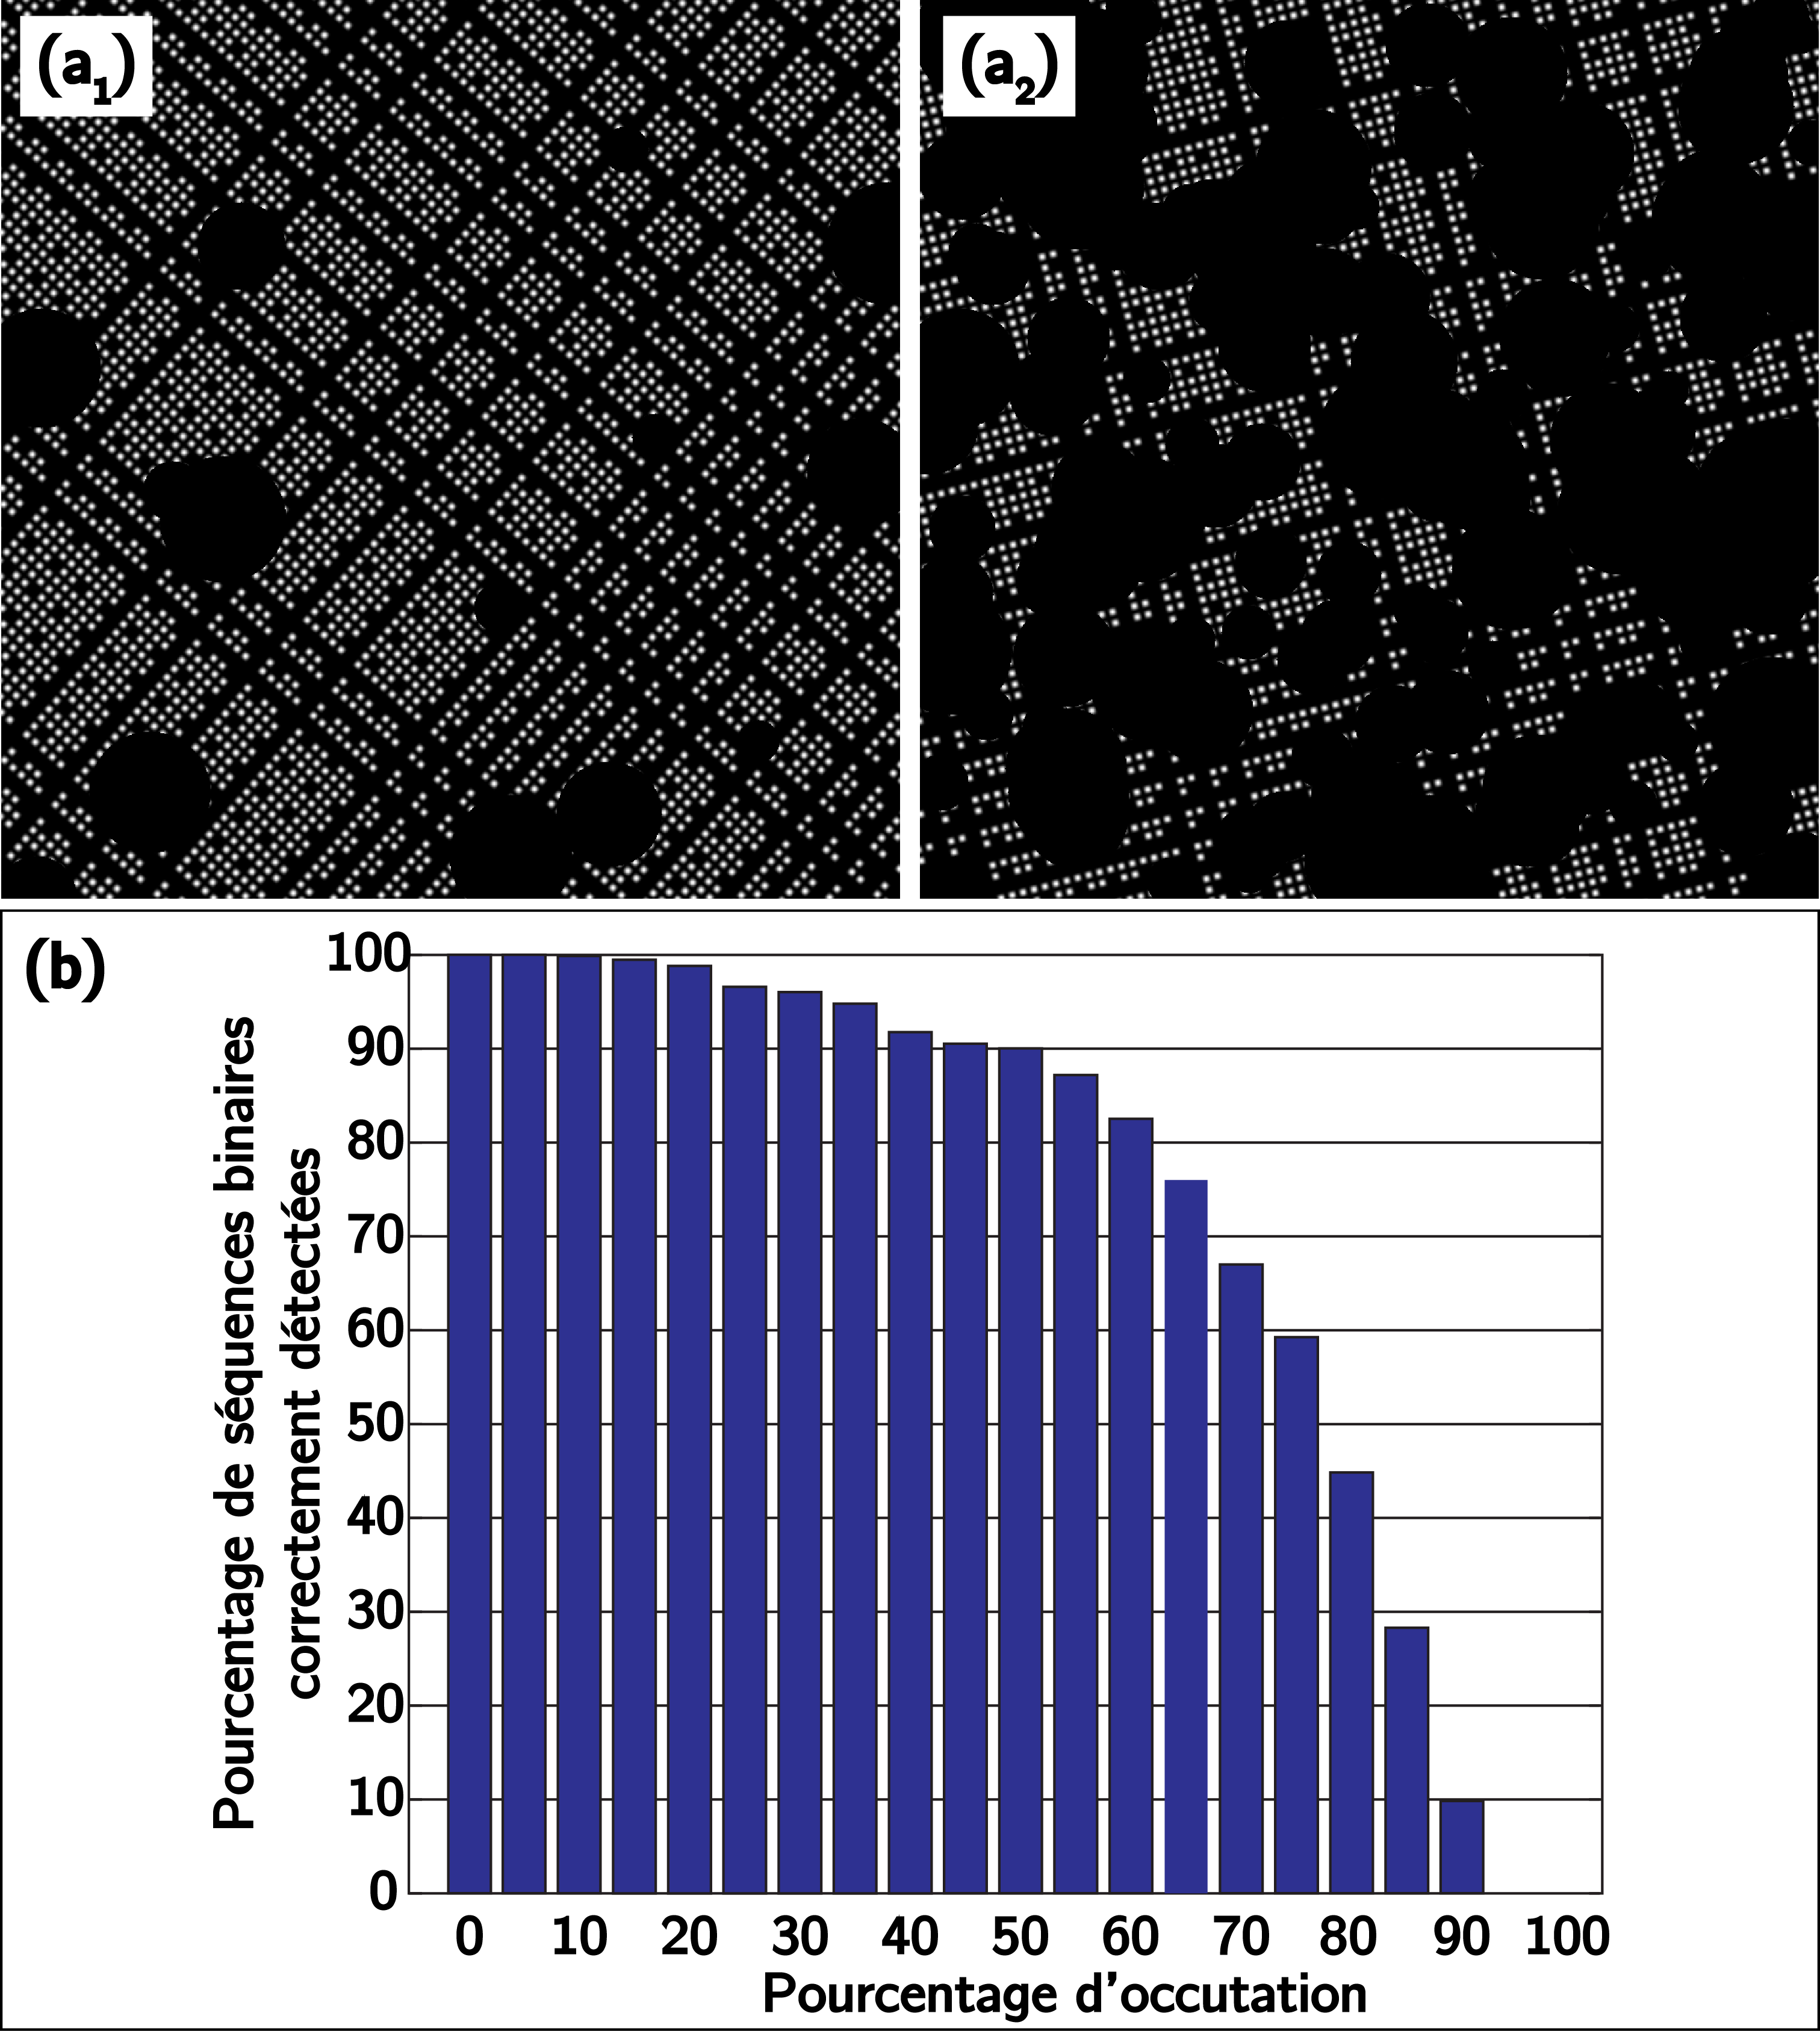 (a1)
(a2)
(b)
Pourcentage de séquences binaires
correctement détectées
100
90
80
70
60
50
40
30
20
10
0
0 10 20 30 40 50 60 70 80 90 100
Pourcentage d'occutation